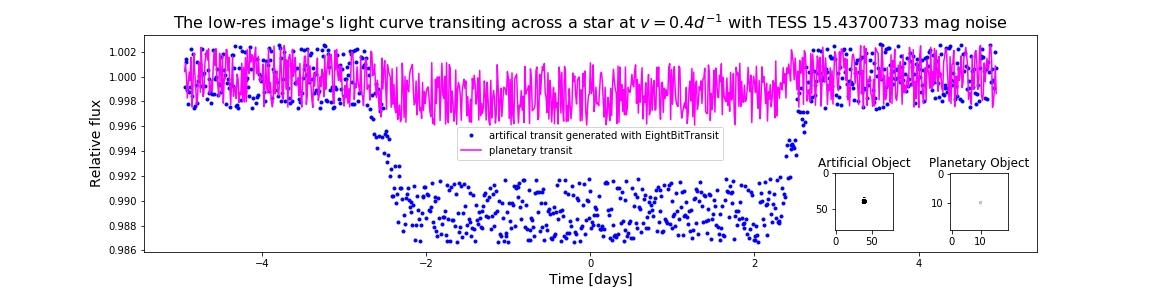 The low-res image's light curve transiting across a star at v = 0.4d⁻¹ with TESS 15.43700733 mag noise
Relative flux
1.002
1.000
0.998
0.996
0.994
0.992
0.990
0.988
0.986
artifical transit generated with EightBitTransit
planetary transit
Artificial Object
0
50
0 50
Planetary Object
0
10
0 10
−4 −2 0 2 4
Time [days]